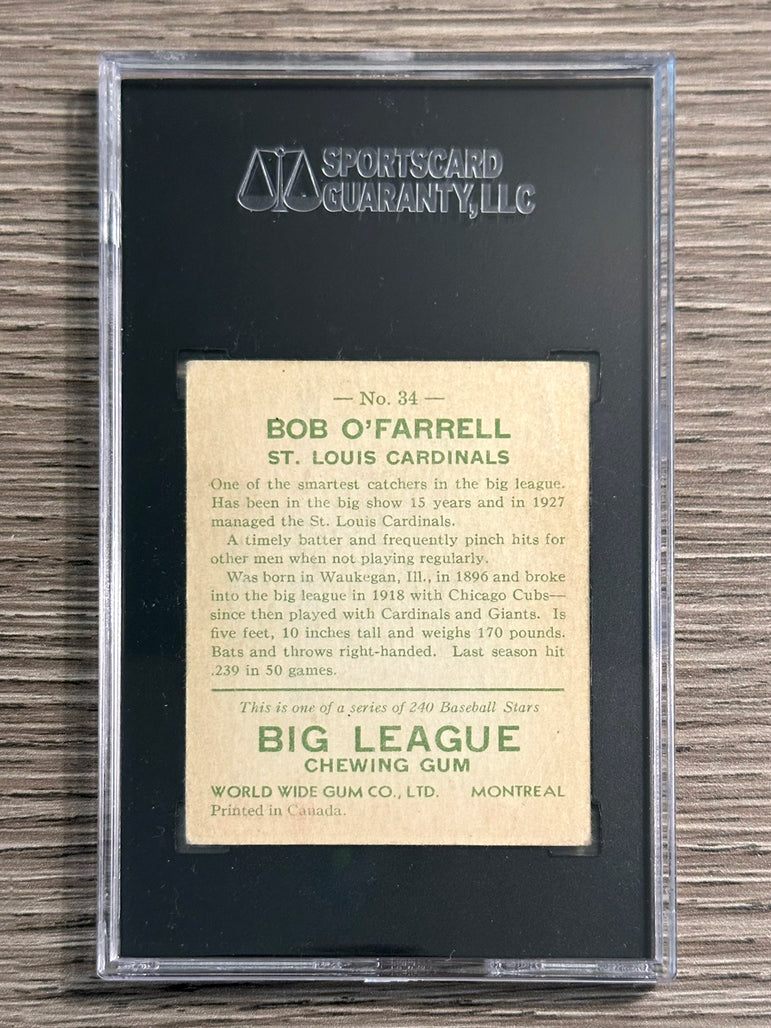 SPORTSCARD
GUARANTY, LLC
— No. 34 —
BOB O'FARRELL
ST. LOUIS CARDINALS
One of the smartest catchers in the big league.
Has been in the big show 15 years and in 1927
managed the St. Louis Cardinals.
A timely batter and frequently pinch hits for
other men when not playing regularly.
Was born in Waukegan, Ill., in 1896 and broke
into the big league in 1918 with Chicago Cubs—
since then played with Cardinals and Giants. Is
five feet, 10 inches tall and weighs 170 pounds.
Bats and throws right-handed. Last season hit
.239 in 50 games.
This is one of a series of 240 Baseball Stars
BIG LEAGUE
CHEWING GUM
WORLD WIDE GUM CO., LTD. MONTREAL
Printed in Canada.